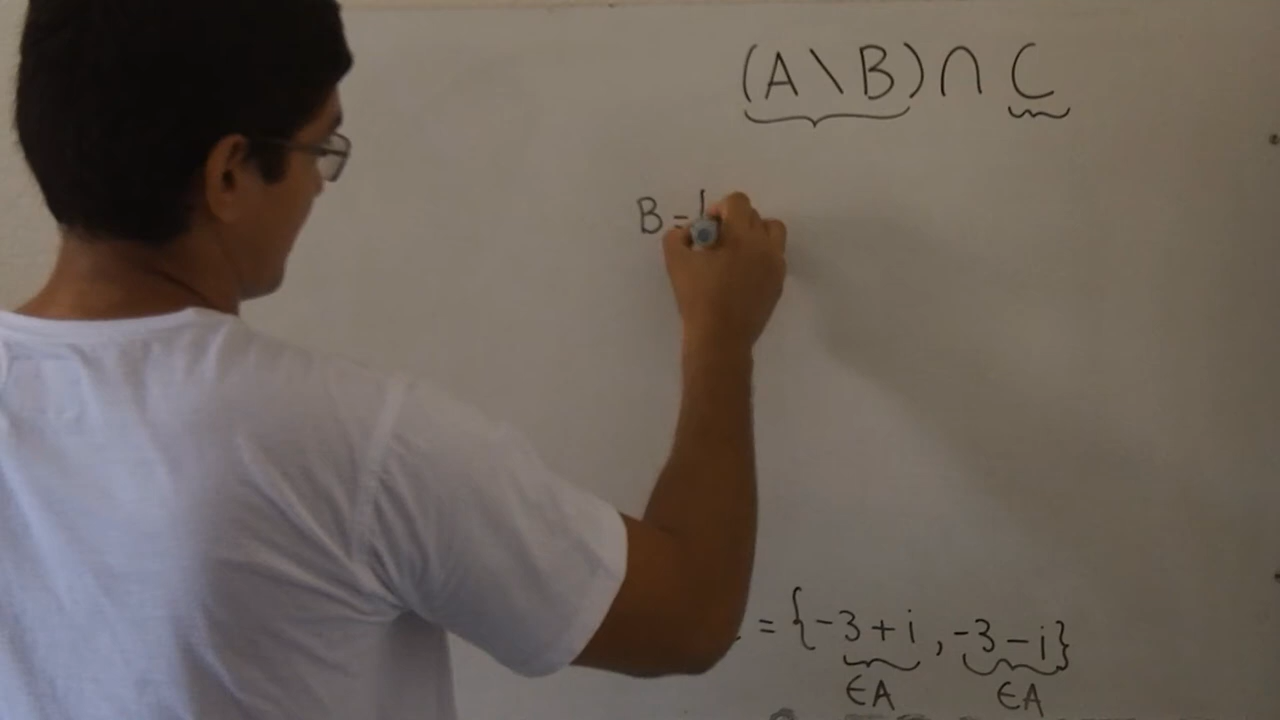 (A\B)∩C
B=
={-3+i,-3-i}
∈A ∈A